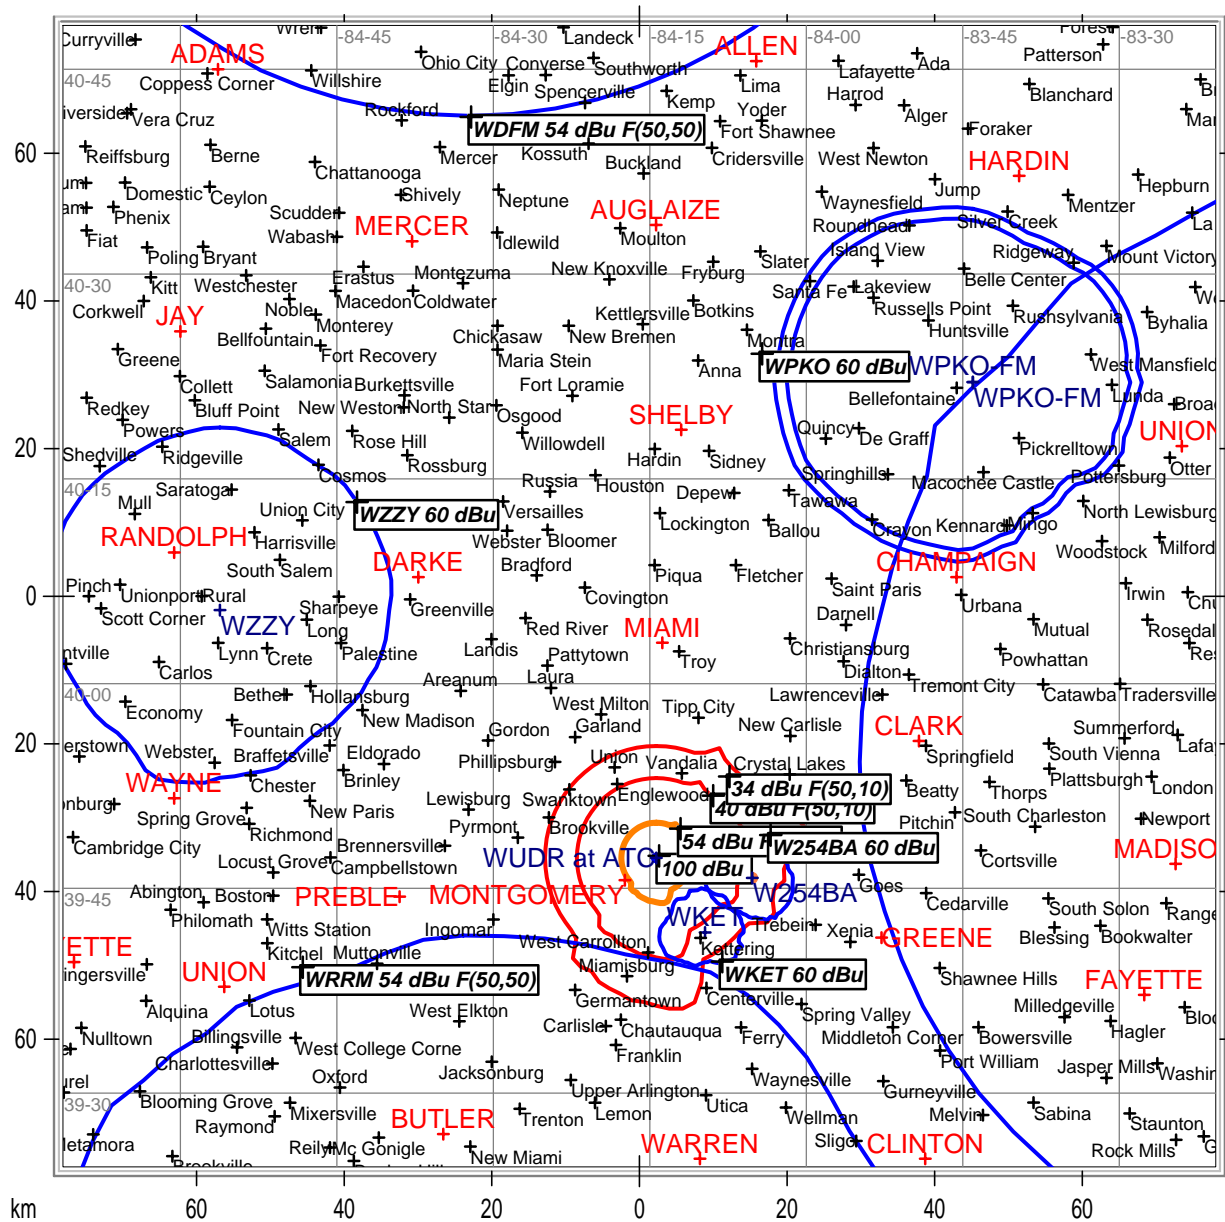 Wren
Landeck
Forest
Curryville
-84-45
-84-30
-84-15
-84-00
-83-45
-83-30
ADAMS
ALLEN
Patterson
Ohio City
Converse
Southworth
Lafayette
Ada
40-45
Coppess Corner
Willshire
Elgin
Spencerville
Lima
Harrod
Blanchard
Rockford
Kemp
Yoder
Alger
Vera Cruz
WDFM 54 dBu F(50,50)
Fort Shawnee
Foraker
60
Reiffsburg
Berne
Mercer
Kossuth
Buckland
Cridersville
West Newton
HARDIN
Chattanooga
Domestic
Ceylon
Shively
Neptune
Waynesfield
Jump
Mentzer
Hepburn
Phenix
Scudder
MERCER
AUGLAIZE
Roundhead
Silver Creek
Fiat
Wabash
Idlewild
Moulton
Island View
Ridgeway
Mount Victory
Poling
Bryant
Slater
40-30
Kitt
Westchester
Erastus
Montezuma
New Knoxville
Fryburg
Santa Fe
Lakeview
Belle Center
Corkwell
Noble
Macedon
Coldwater
Kettlersville
Botkins
Russells Point
Rushsylvania
40
JAY
Bellfountain
Monterey
Chickasaw
New Bremen
Montra
Huntsville
Byhalia
Greene
Fort Recovery
Maria Stein
Anna
WPKO 60 dBu
WPKO-FM
West Mansfield
Collett
Salamonia
Burkettsville
Fort Loramie
Bellefontaine
WPKO-FM
Lunda
Redkey
Bluff Point
New Weston
North Star
Osgood
SHELBY
Powers
Salem
Rose Hill
Willowdell
Quincy
De Graff
Pickrelltown
UNION
20
Shedville
Ridgeville
Cosmos
Rossburg
Hardin
Sidney
Springhills
Macochee Castle
Pottersburg
Otter
40-15
Saratoga
Russia
Houston
Depew
Tawawa
Mull
Union City
WZZY 60 dBu
Versailles
Lockington
Ballou
Crayon
Kennard
Mingo
North Lewisburg
RANDOLPH
Harrisville
DARKE
Webster
Bloomer
CHAMPAIGN
Woodstock
Milford
South Salem
Bradford
Piqua
Fletcher
0
Pinch
Unionport
Rural
Sharpeye
Greenville
Covington
Saint Paris
Urbana
Irwin
Scott Corner
WZZY
Long
Red River
MIAMI
Darnell
Mutual
Lynn
Crete
Palestine
Landis
Pattytown
Troy
Christiansburg
Powhattan
Carlos
Areanum
Laura
Dialton
40-00
Bethel
Hollansburg
West Milton
Tipp City
Lawrenceville
Tremont City
Catawba
Tradersville
Economy
Fountain City
New Madison
Gordon
Garland
New Carlisle
CLARK
Summerford
20
Webster
Braffetsville
Eldorado
Phillipsburg
Union
Vandalia
Crystal Lakes
Springfield
South Vienna
WAYNE
Chester
Brinley
Swanktown
Englewood
34 dBu F(50,10)
Beatty
Thorps
Plattsburg
London
Spring Grove
New Paris
Lewisburg
40 dBu F(50,10)
Pitchin
South Charleston
Newport
Cambridge City
Richmond
Brennersville
Pyrmont
Brookville
W254BA 60 dBu
Locust Grove
Campbellstown
WUDR at ATC
100 dBu
Cortsville
40
39-45
Abington
Boston
PREBLE
MONTGOMERY
W254BA
Goes
Cedarville
South Solon
Philomath
Witts Station
Ingomar
WKET
Trebeins
Xenia
GREENE
Blessing
Bookwalter
Kitchel
Muttonville
West Carrollton
Kettering
UNION
WRRM 54 dBu F(50,50)
Miamisburg
WKET 60 dBu
Shawnee Hills
FAYETTE
Alquina
Lotus
Germantown
Centerville
Spring Valley
Milledgeville
Nulltown
Billingsville
West Elkton
Carlisle
Chautauqua
Ferry
Middleton Corner
Bowersville
Hagler
60
Charlottesville
West College Corne
Franklin
Port William
Oxford
Jacksonburg
Waynesville
Jasper Mills
39-30
Blooming Grove
Mixersville
Upper Arlington
Utica
Gurneyville
Raymond
BUTLER
Trenton
Lemon
Wellman
Melvin
Sabina
Staunton
Metamora
Reily
Mc Gonigle
New Miami
WARREN
Sligo
CLINTON
Rock Mills
Brookville
km
60
40
20
0
20
40
60